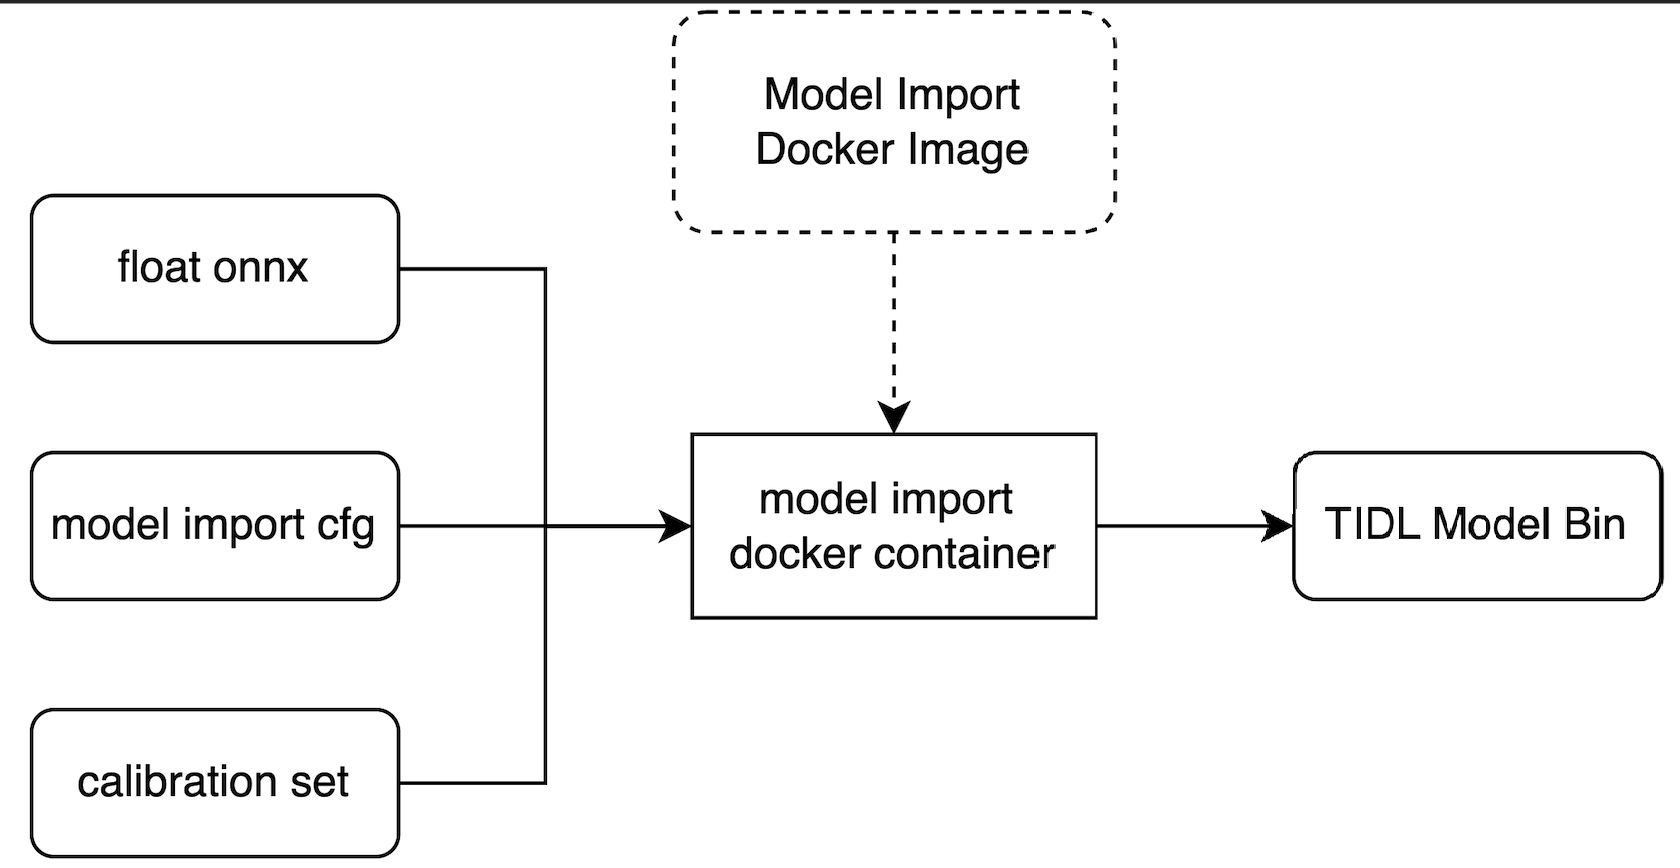 Model Import
Docker Image
float onnx
model import cfg
model import
docker container
TIDL Model Bin
calibration set